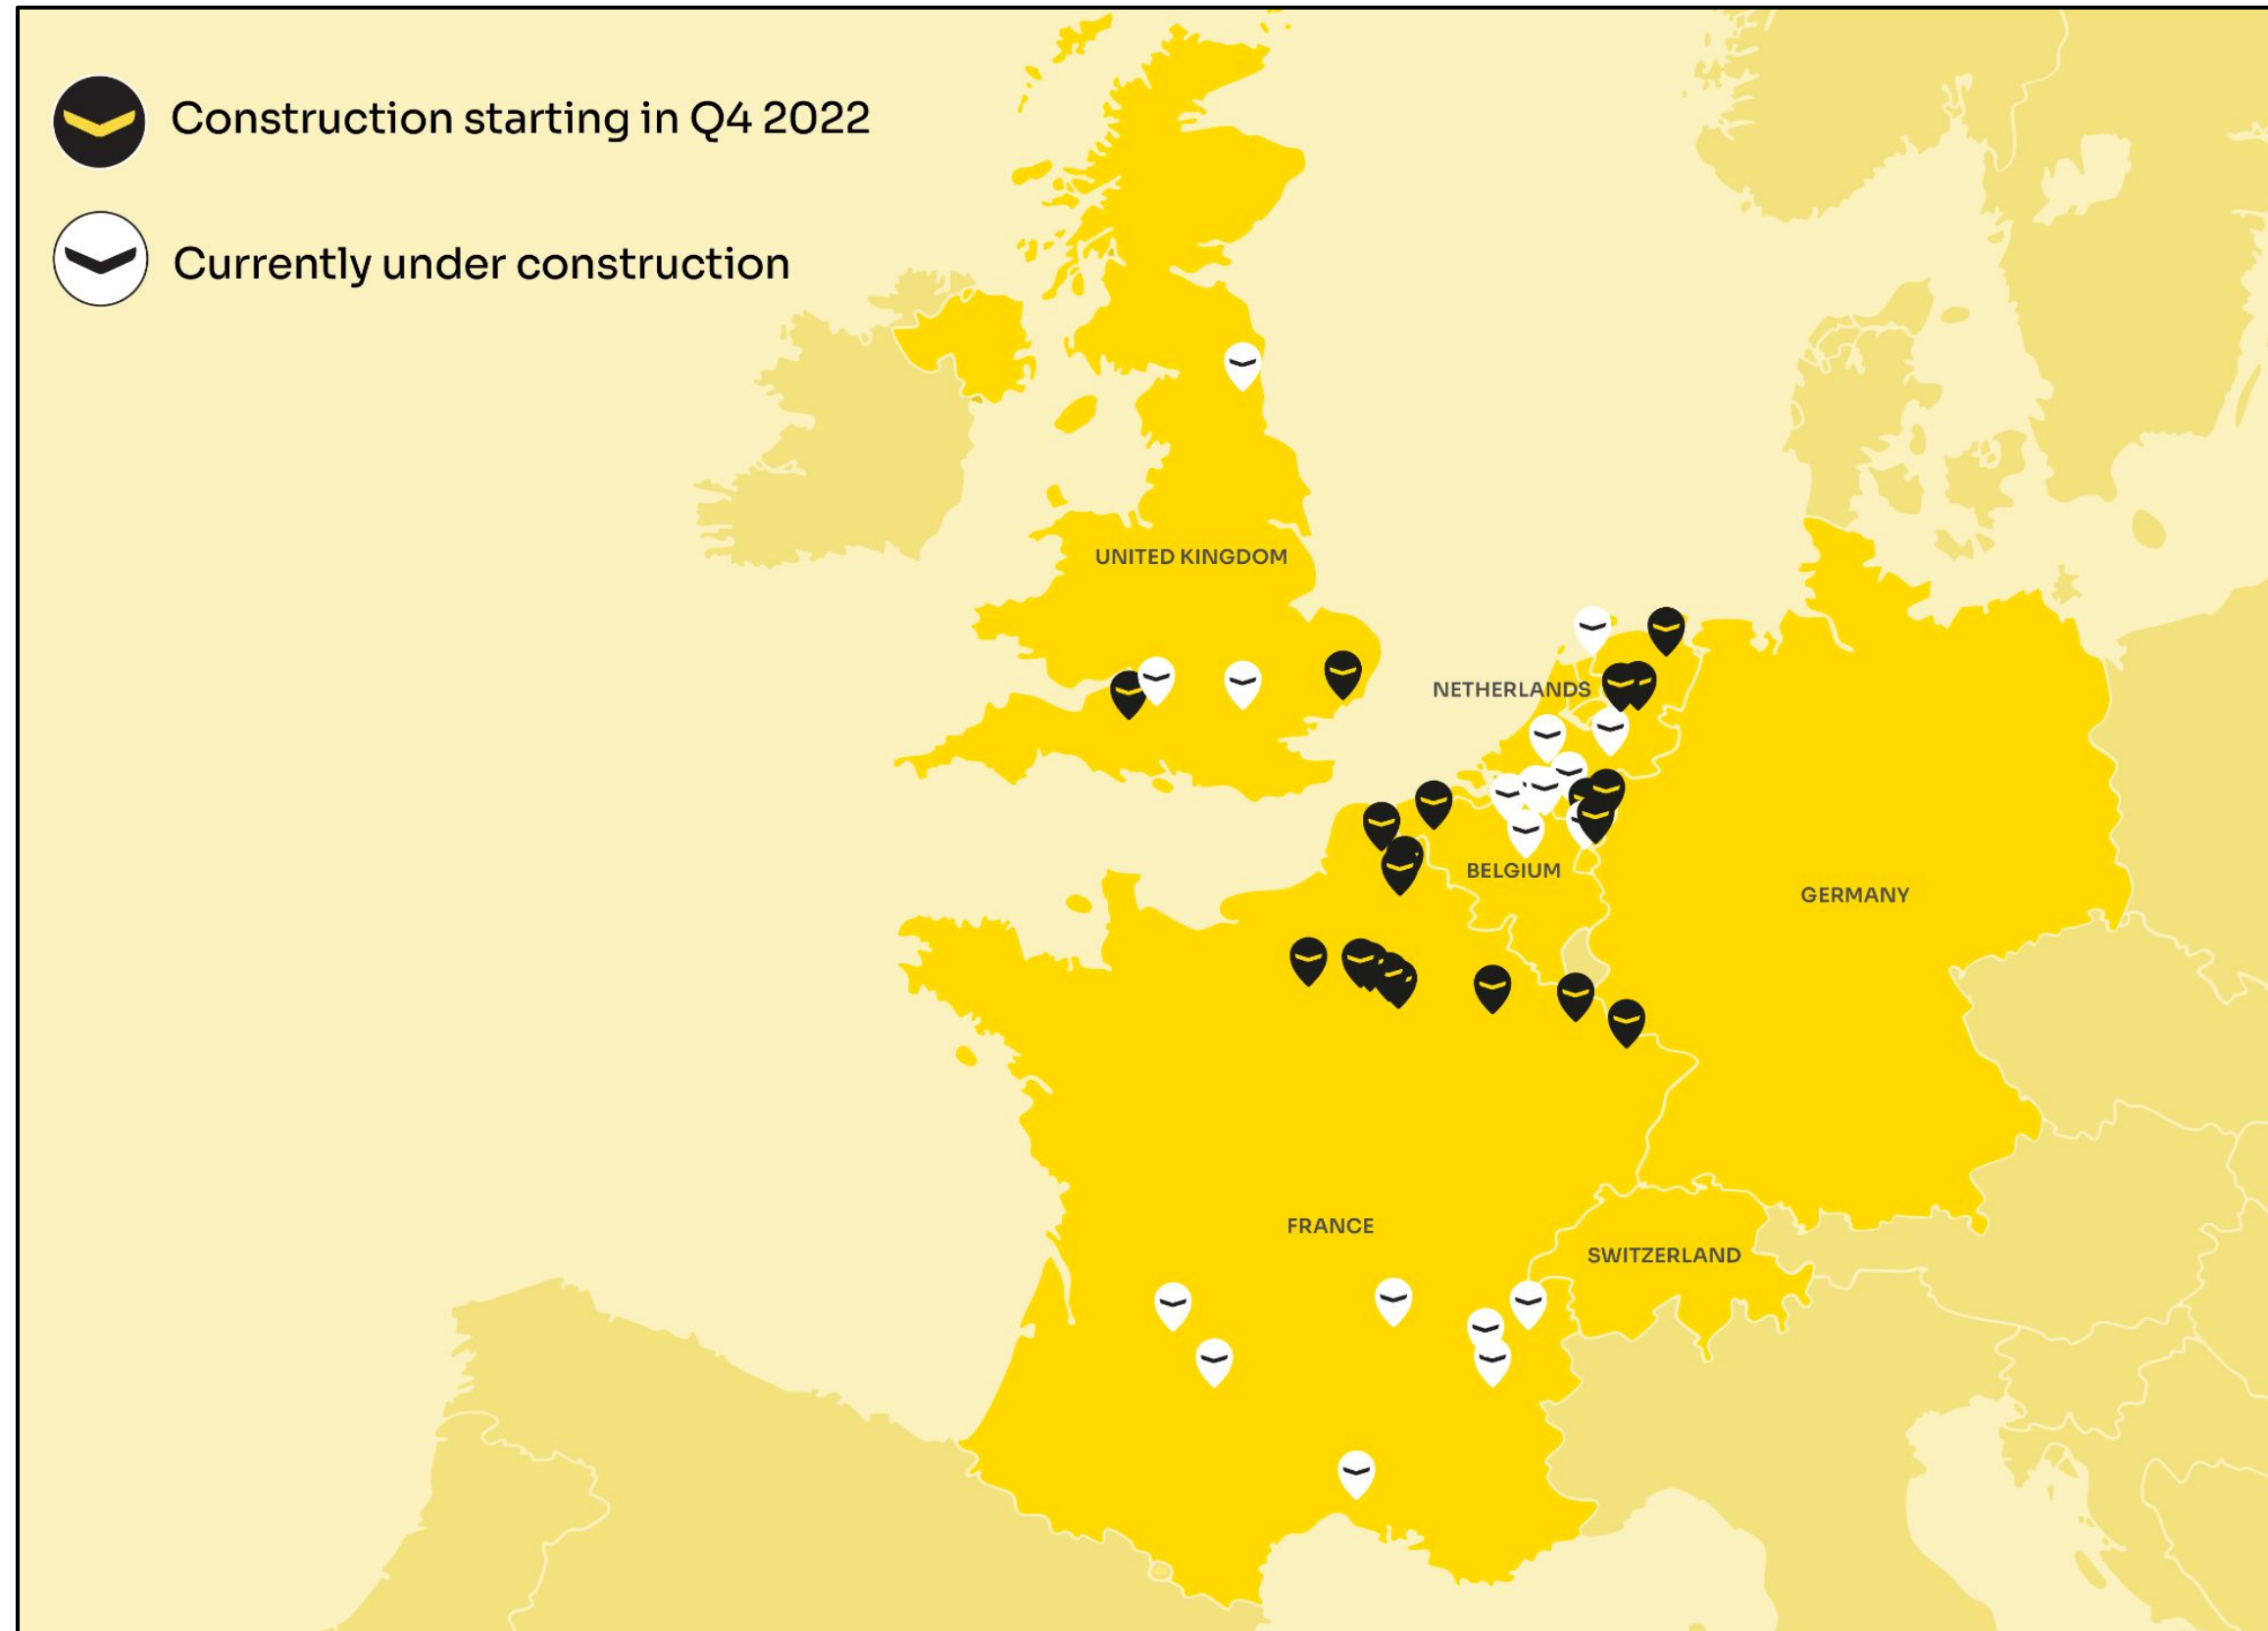 Construction starting in Q4 2022
Currently under construction
UNITED KINGDOM
NETHERLANDS
BELGIUM
GERMANY
FRANCE
SWITZERLAND